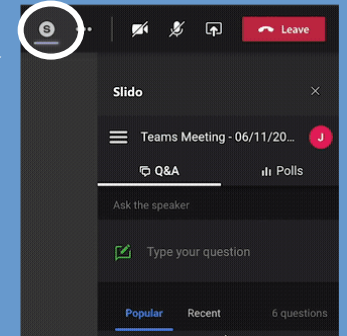 S
Leave
Slido
Teams Meeting - 06/11/20... J
Q&A Polls
Ask the speaker
Type your question
Popular Recent 6 questions